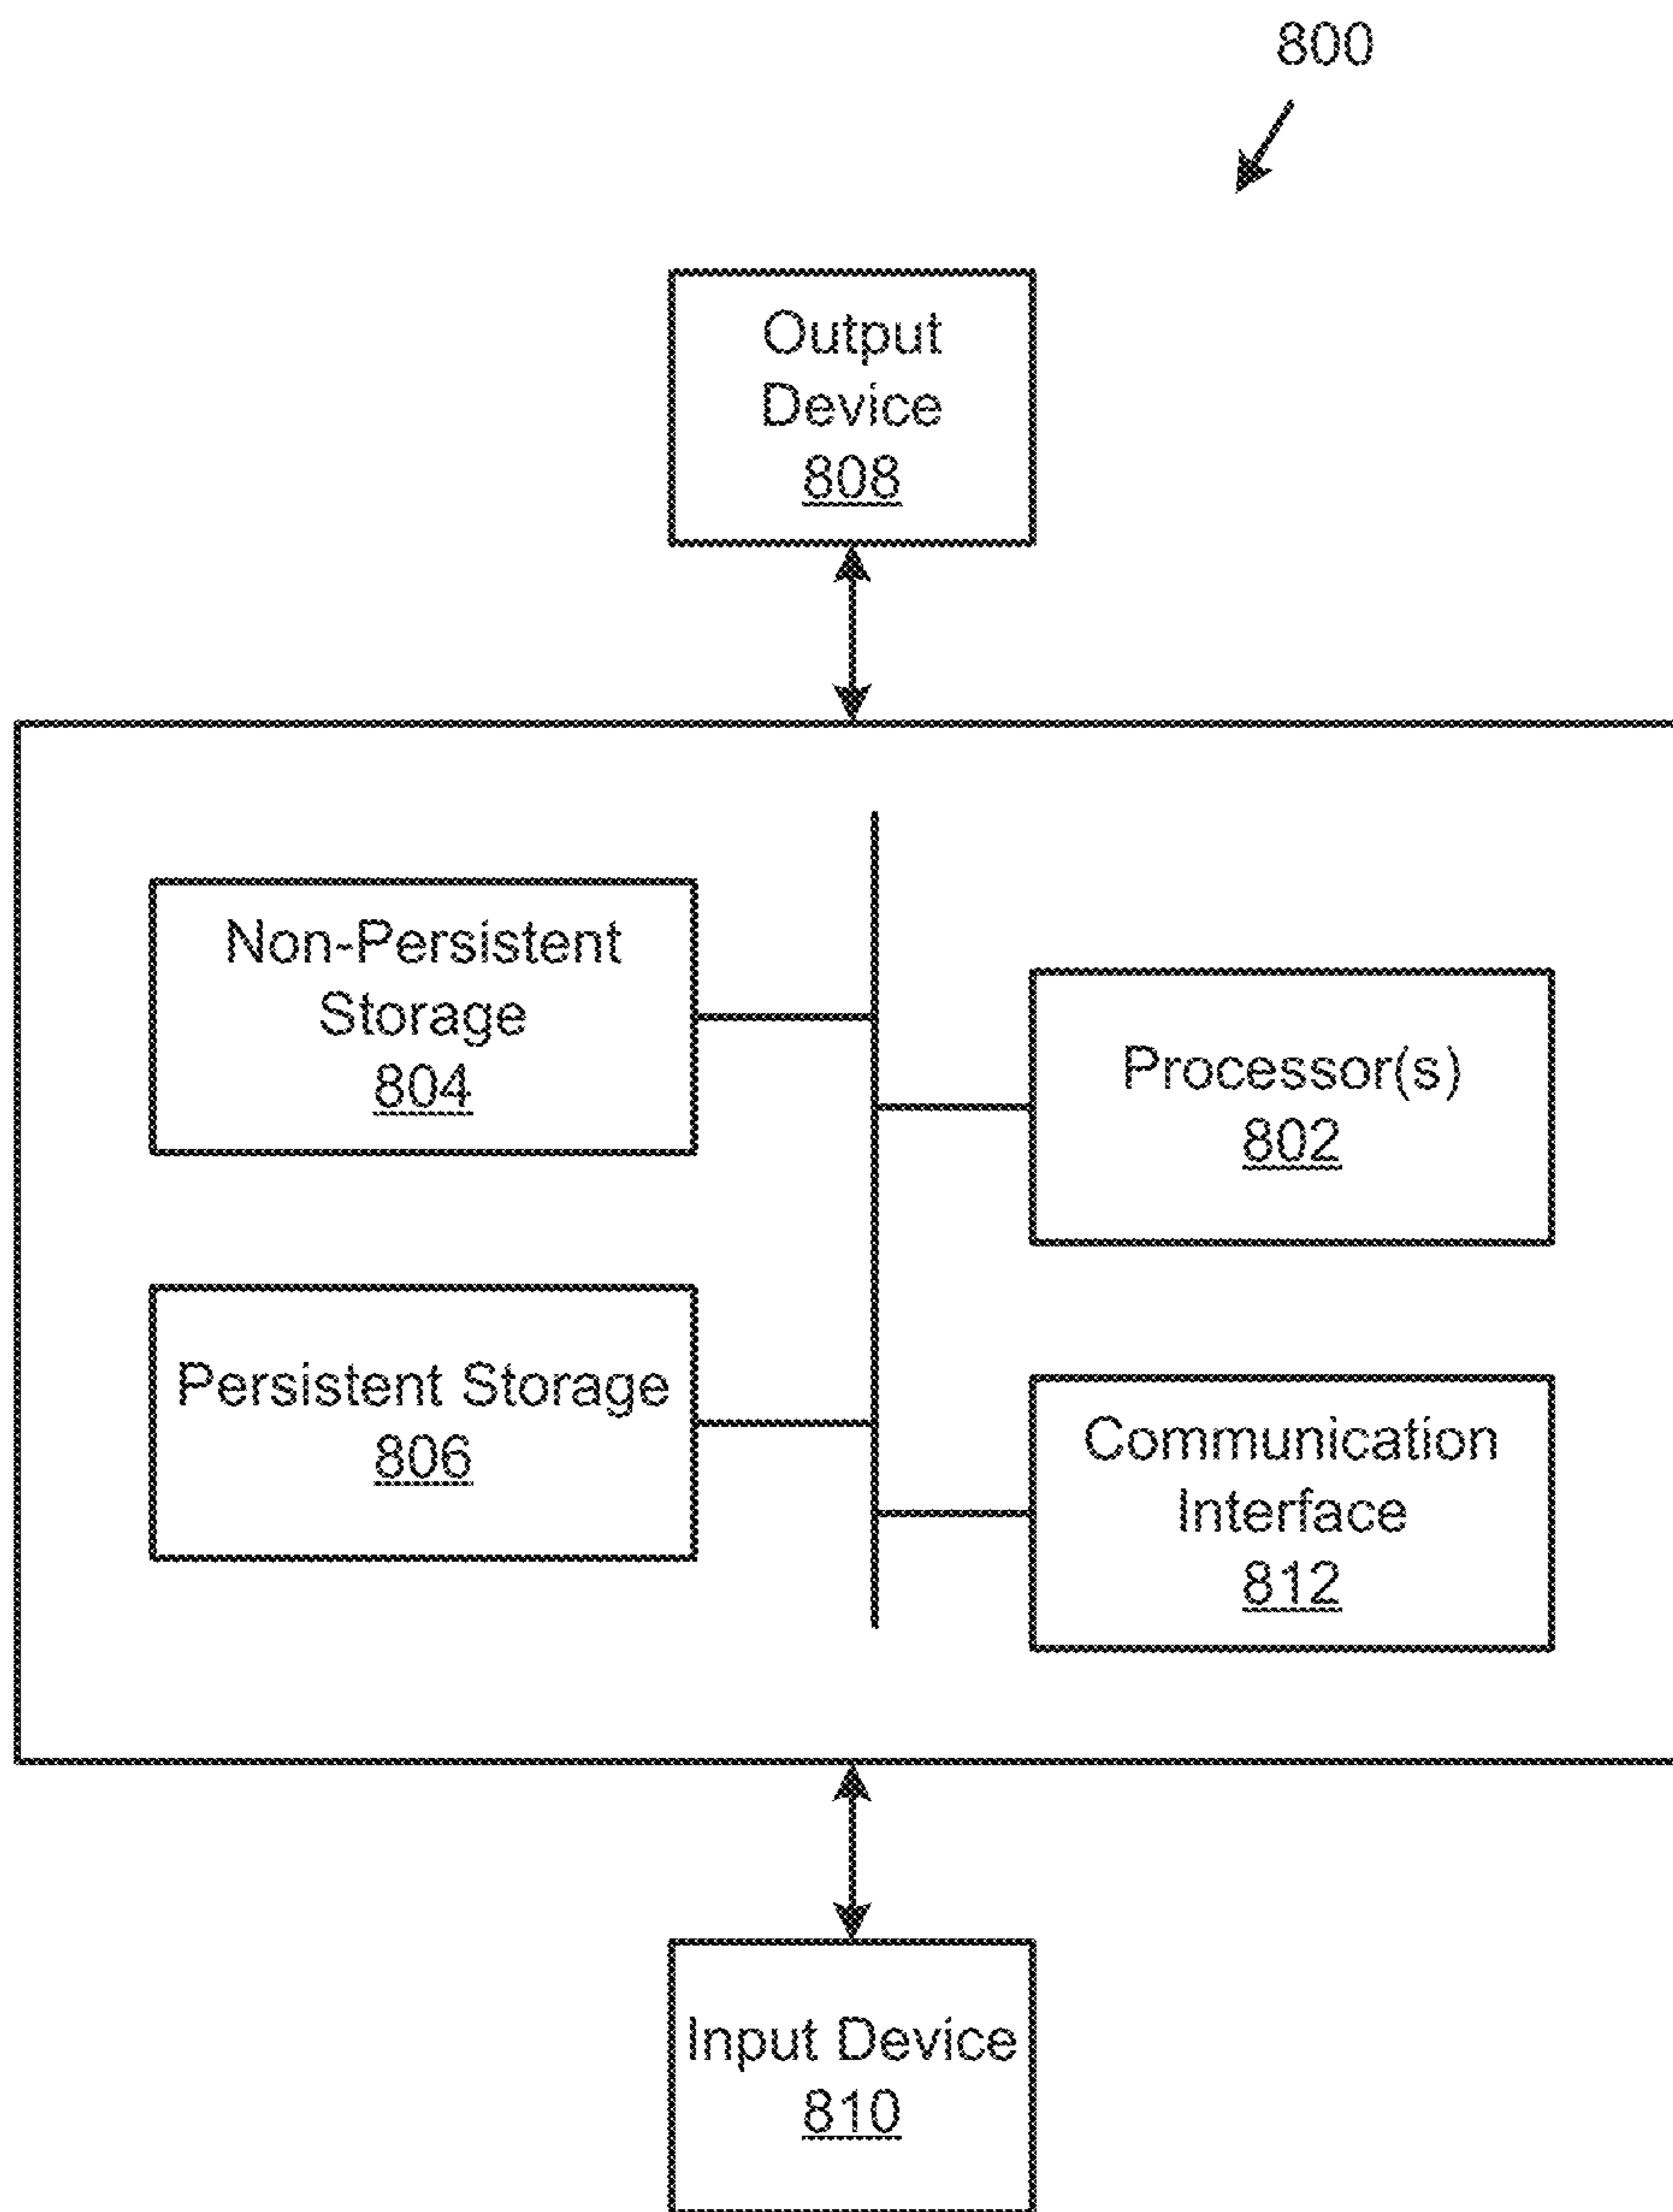 800
Output
Device
808
Non-Persistent
Storage
804
Processor(s)
802
Persistent Storage
806
Communication
Interface
812
Input Device
810